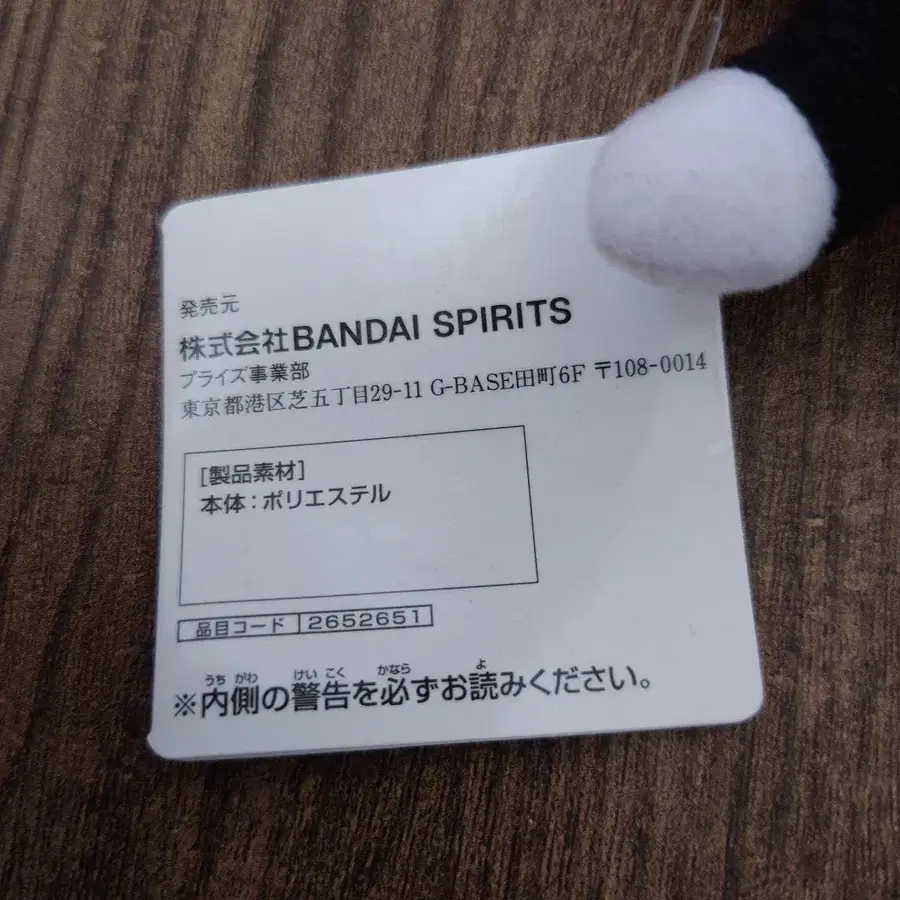 発売元
株式会社BANDAI SPIRITS
プライズ事業部
東京都港区芝五丁目29-11 G-BASE田町6F 〒108-0014
[製品素材]
本体：ポリエステル
品目コード 2652651
うち がわ けい こく かなら よ
※内側の警告を必ずお読みください。